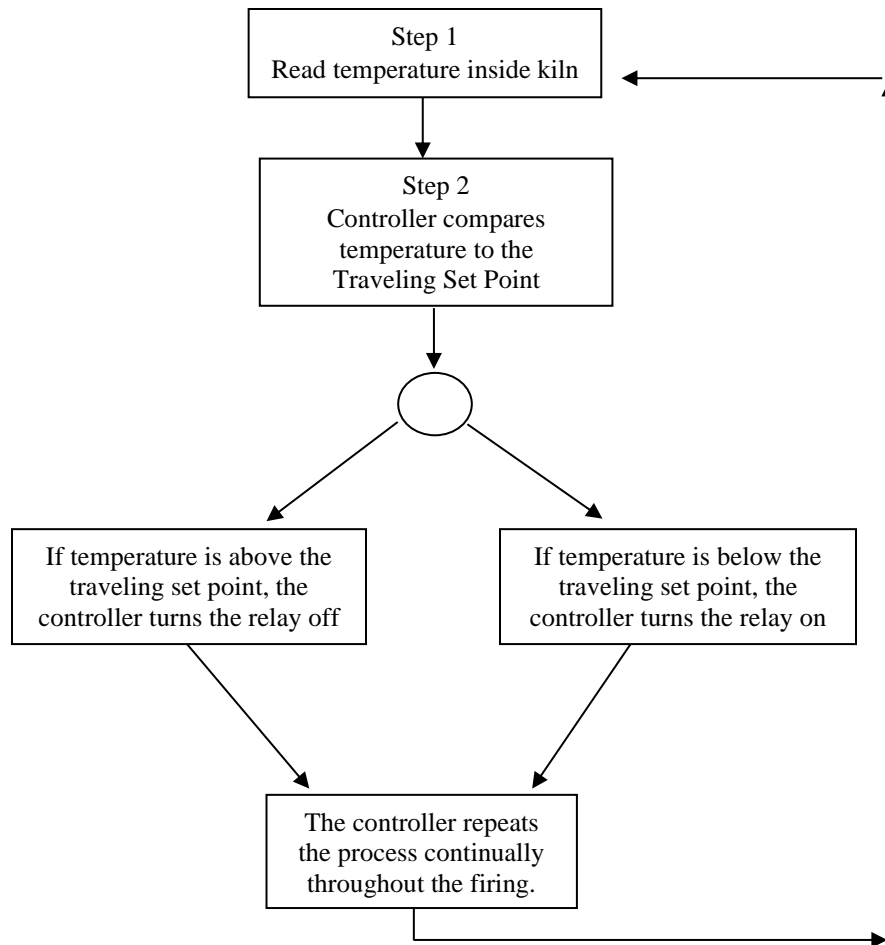 Step 1
Read temperature inside kiln
Step 2
Controller compares
temperature to the
Traveling Set Point
If temperature is above the
traveling set point, the
controller turns the relay off
If temperature is below the
traveling set point, the
controller turns the relay on
The controller repeats
the process continually
throughout the firing.